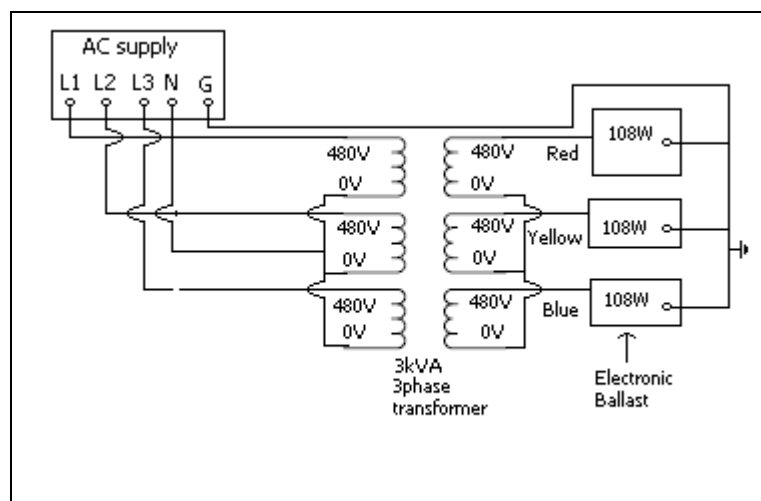 AC supply
L1 L2 L3 N G
480V 480V Red 108W
0V 0V
480V 480V Yellow 108W
0V 0V
480V 480V Blue 108W
0V 0V
3kVA
3phase
transformer
Electronic
Ballast